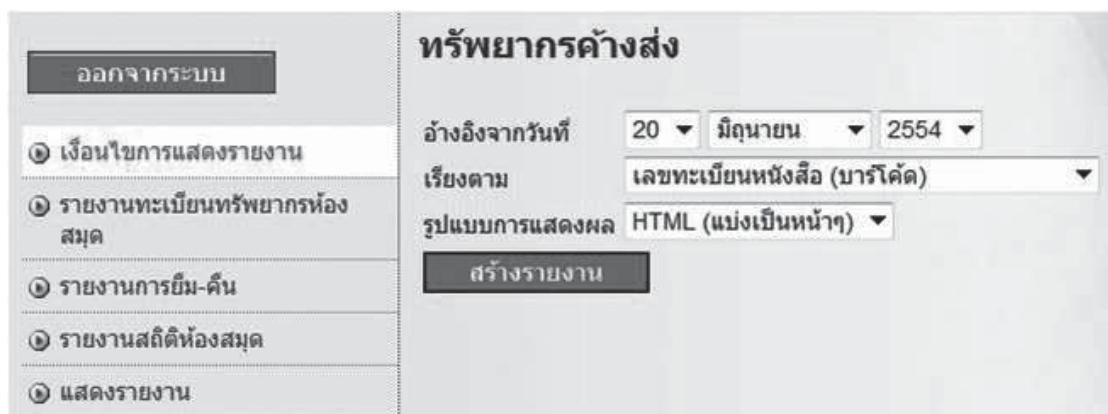 ออกจากระบบ
เงื่อนไขการแสดงรายงาน
รายงานทะเบียนทรัพยากรห้อง
สมุด
รายงานการยืม-คืน
รายงานสถิติห้องสมุด
แสดงรายงาน
ทรัพยากรค้างส่ง
อ้างอิงจากวันที่ 20 มิถุนายน 2554
เรียงตาม เลขทะเบียนหนังสือ (บาร์โค้ด)
รูปแบบการแสดงผล HTML (แบ่งเป็นหน้าๆ)
สร้างรายงาน